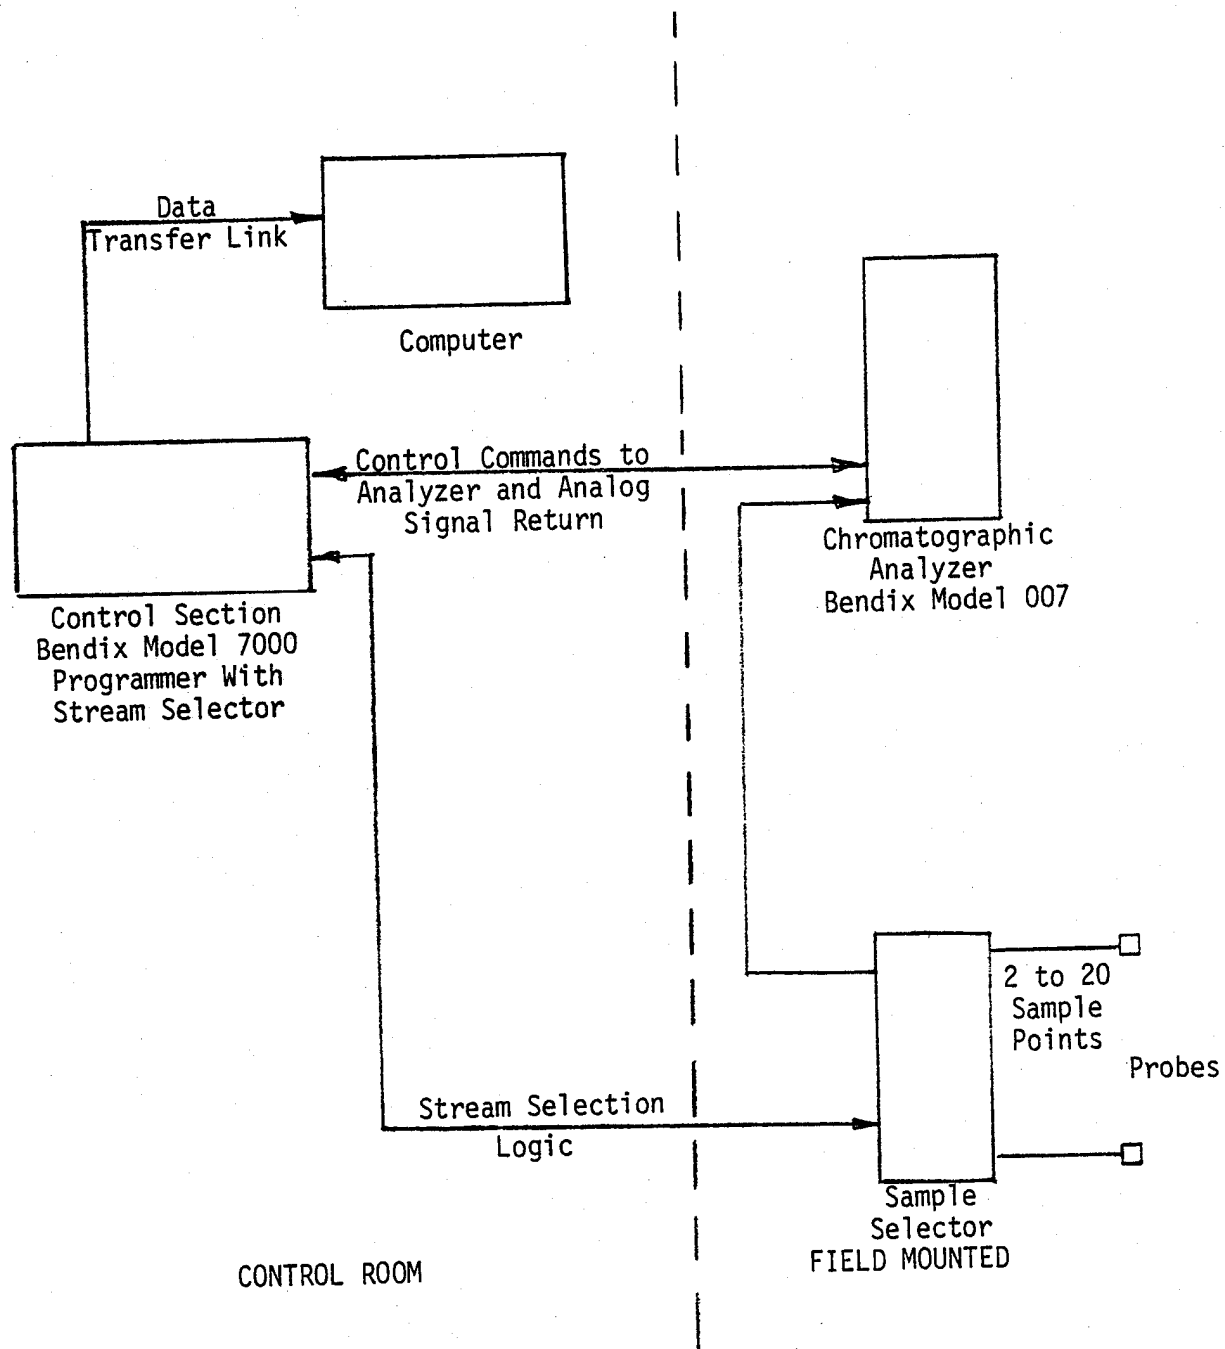 Data
Transfer Link
Computer
Control Commands to
Analyzer and Analog
Signal Return
Chromatographic
Analyzer
Bendix Model 007
Control Section
Bendix Model 7000
Programmer With
Stream Selector
2 to 20
Sample
Points
Probes
Stream Selection
Logic
Sample
Selector
FIELD MOUNTED
CONTROL ROOM